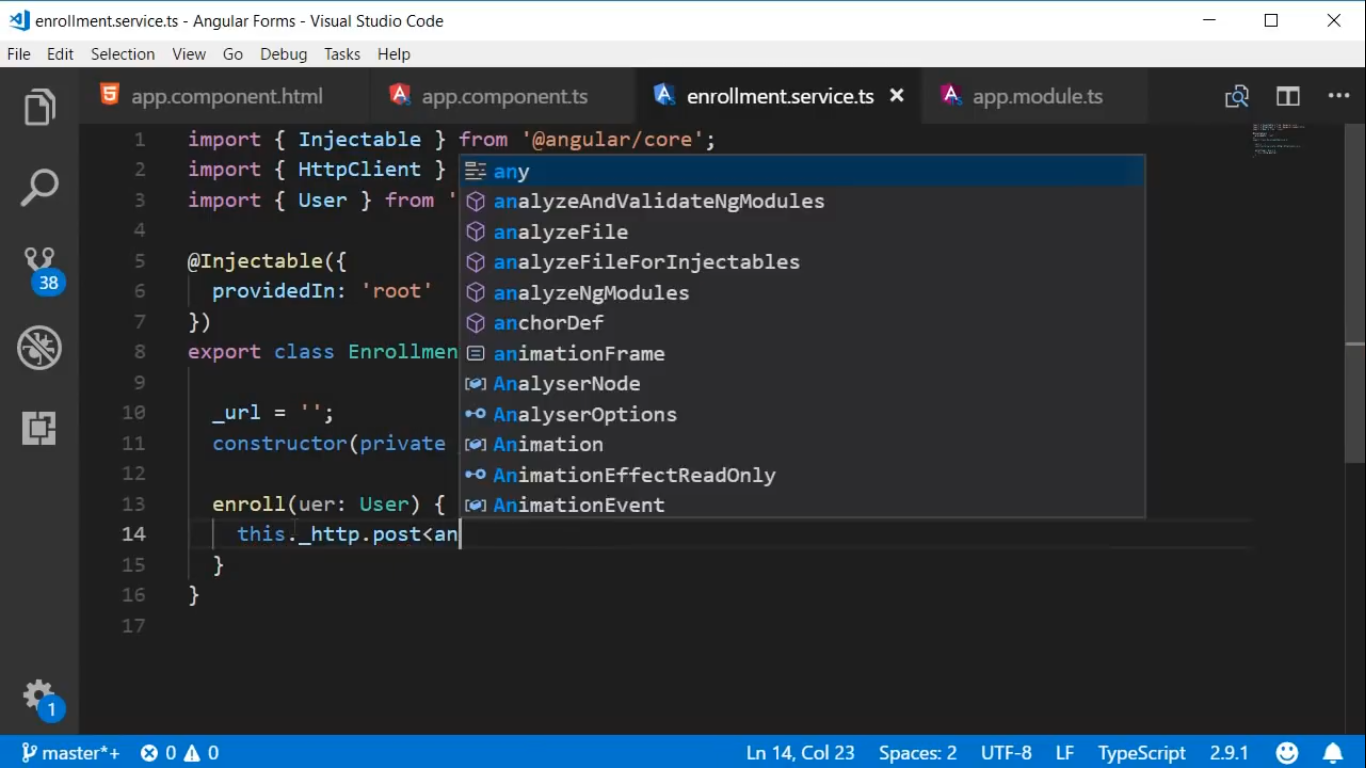 enrollment.service.ts - Angular Forms - Visual Studio Code
File Edit Selection View Go Debug Tasks Help
app.component.html app.component.ts enrollment.service.ts app.module.ts
1 import { Injectable } from '@angular/core';
2 import { HttpClient }
3 import { User } from '
4
5 @Injectable({
6 providedIn: 'root'
7 })
8 export class Enrollmen
9
10 _url = '';
11 constructor(private
12
13 enroll(uer: User) {
14 this._http.post<an
15 }
16 }
17
any
analyzeAndValidateNgModules
analyzeFile
analyzeFileForInjectables
analyzeNgModules
anchorDef
animationFrame
AnalyserNode
AnalyserOptions
Animation
AnimationEffectReadOnly
AnimationEvent
38
1
master*+ 0 0 Ln 14, Col 23 Spaces: 2 UTF-8 LF TypeScript 2.9.1